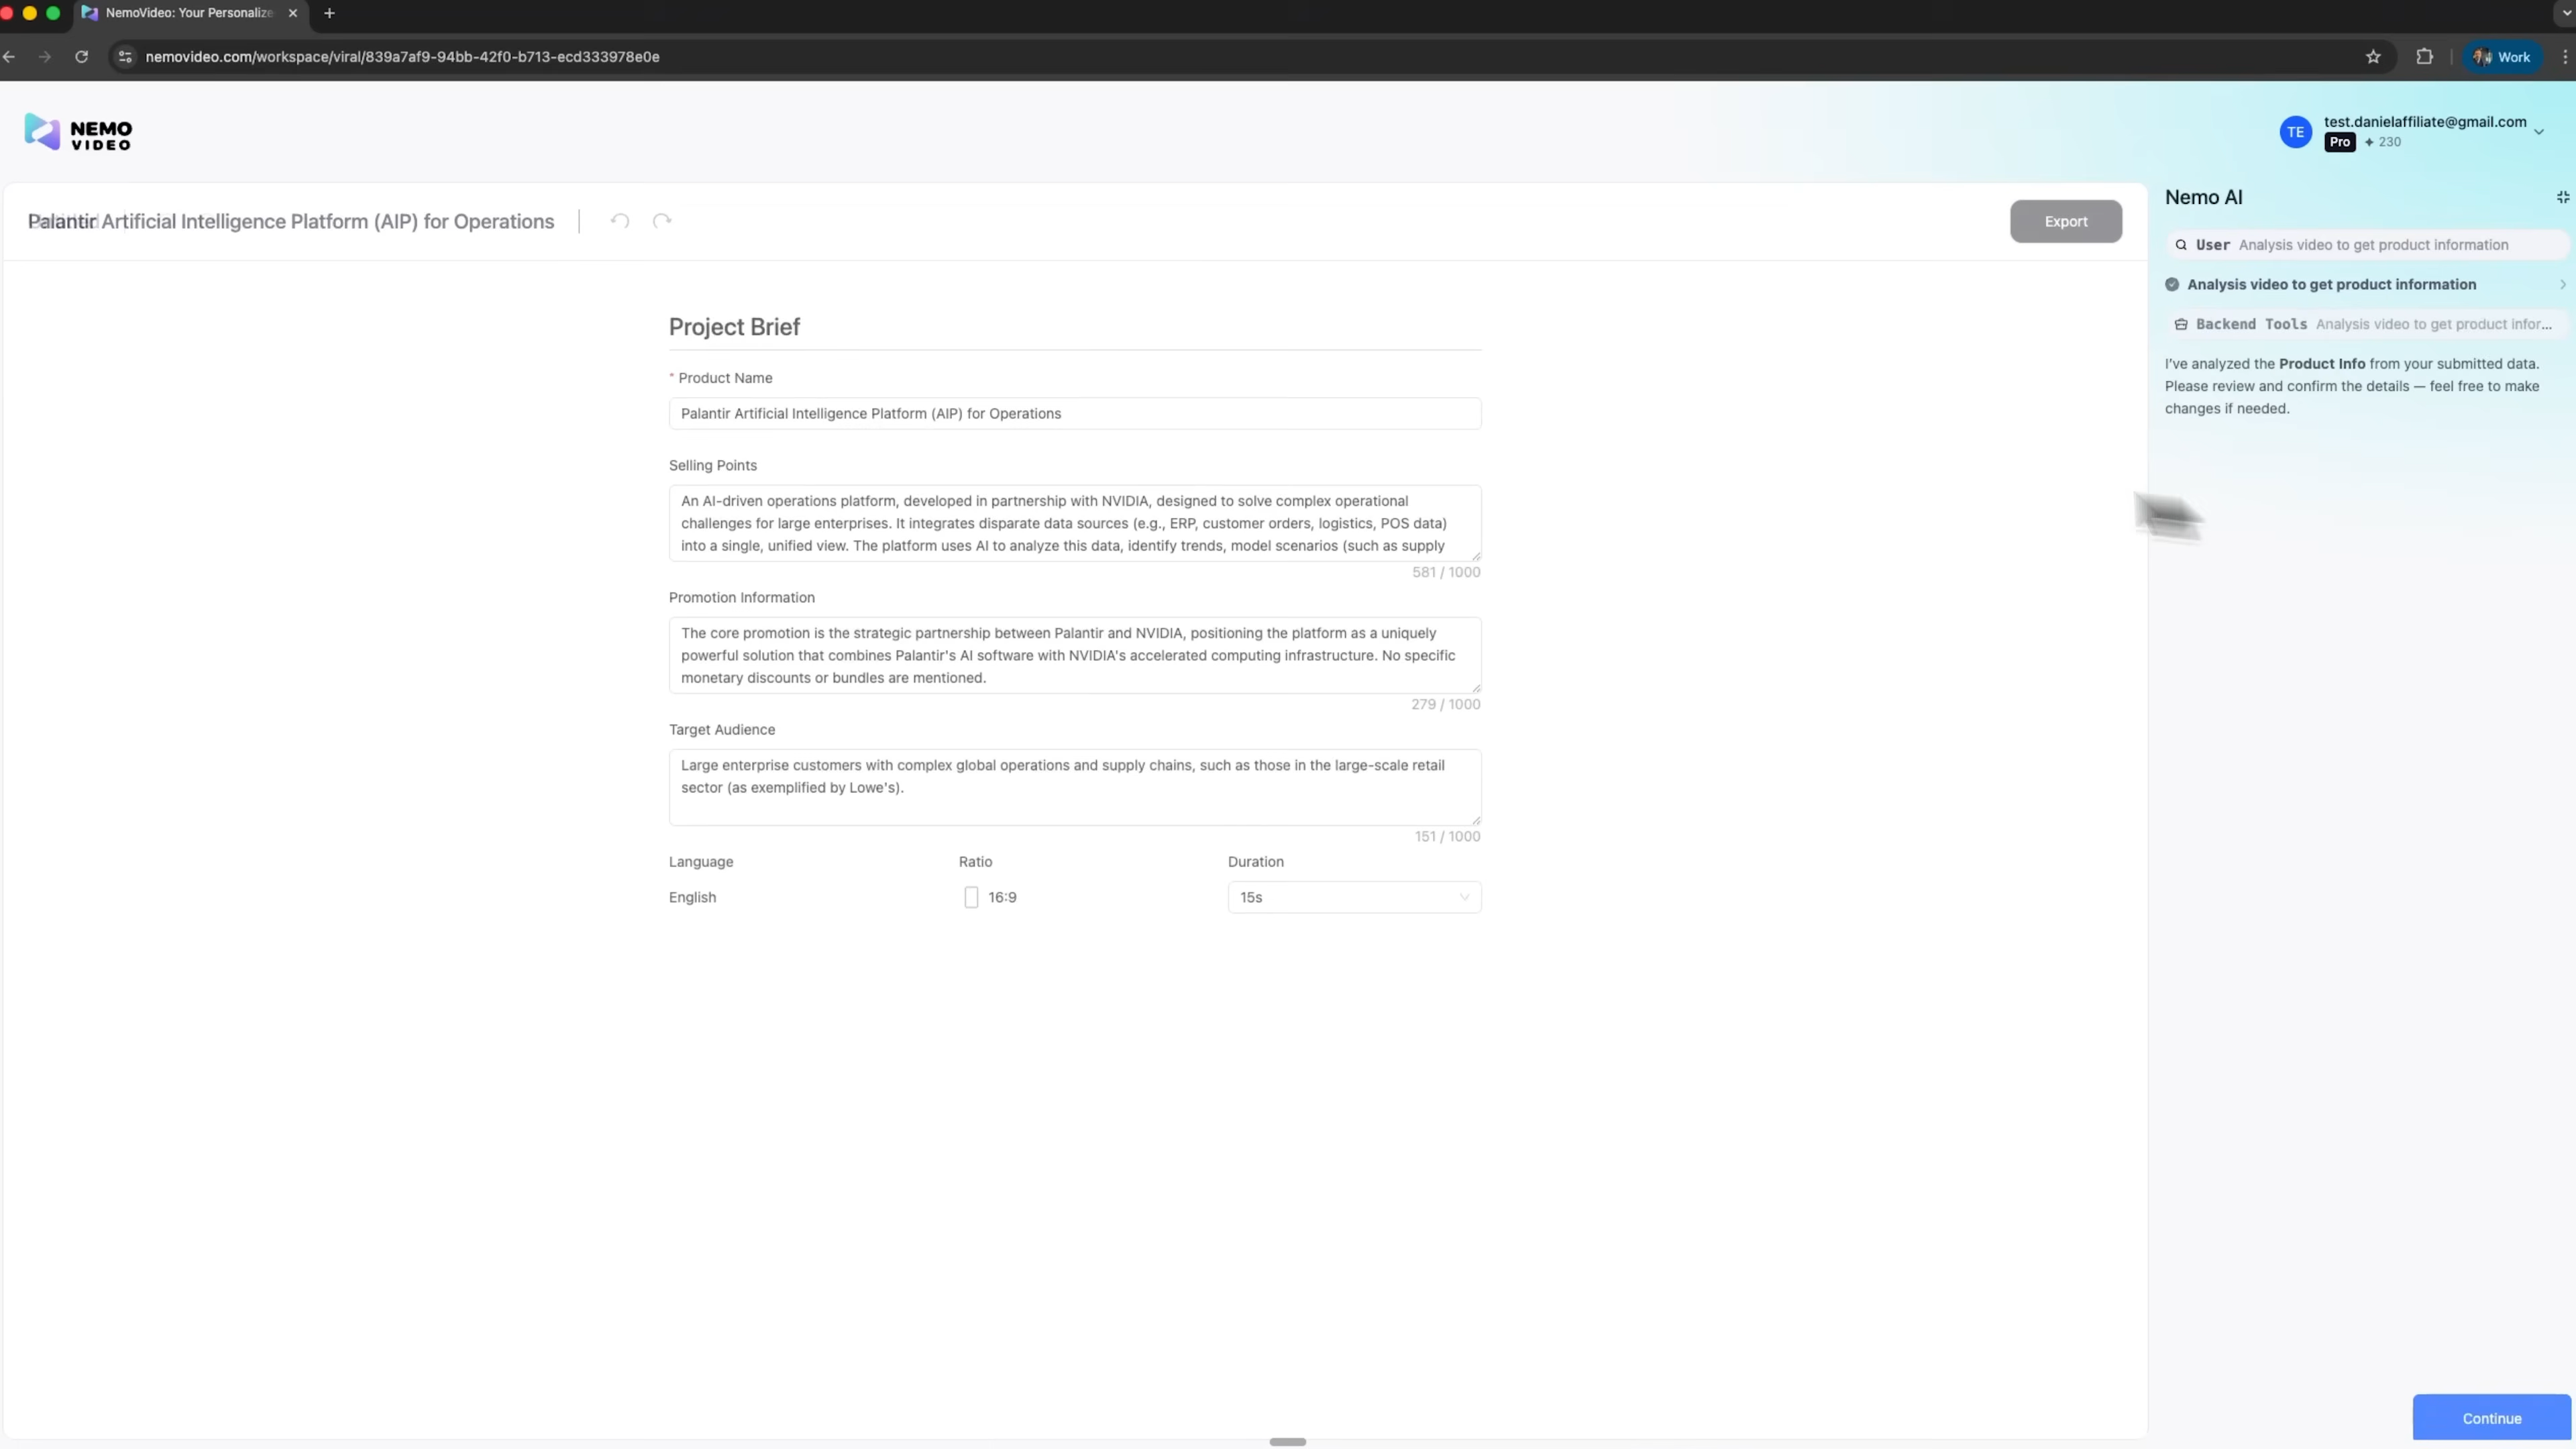 NemoVideo: Your Personalize
nemovideo.com/workspace/viral/839a7af9-94bb-42f0-b713-ecd333978e0e
Work
NEMO
VIDEO
TE
test.danielaffiliate@gmail.com
Pro
230
Palantir Artificial Intelligence Platform (AIP) for Operations
Export
Project Brief
* Product Name
Palantir Artificial Intelligence Platform (AIP) for Operations
Selling Points
An AI-driven operations platform, developed in partnership with NVIDIA, designed to solve complex operational
challenges for large enterprises. It integrates disparate data sources (e.g., ERP, customer orders, logistics, POS data)
into a single, unified view. The platform uses AI to analyze this data, identify trends, model scenarios (such as supply
581 / 1000
Promotion Information
The core promotion is the strategic partnership between Palantir and NVIDIA, positioning the platform as a uniquely
powerful solution that combines Palantir's AI software with NVIDIA's accelerated computing infrastructure. No specific
monetary discounts or bundles are mentioned.
279 / 1000
Target Audience
Large enterprise customers with complex global operations and supply chains, such as those in the large-scale retail
sector (as exemplified by Lowe's).
151 / 1000
Language
Ratio
Duration
English
16:9
15s
Nemo AI
User Analysis video to get product information
Analysis video to get product information
Backend Tools Analysis video to get product infor...
I've analyzed the Product Info from your submitted data.
Please review and confirm the details — feel free to make
changes if needed.
Continue